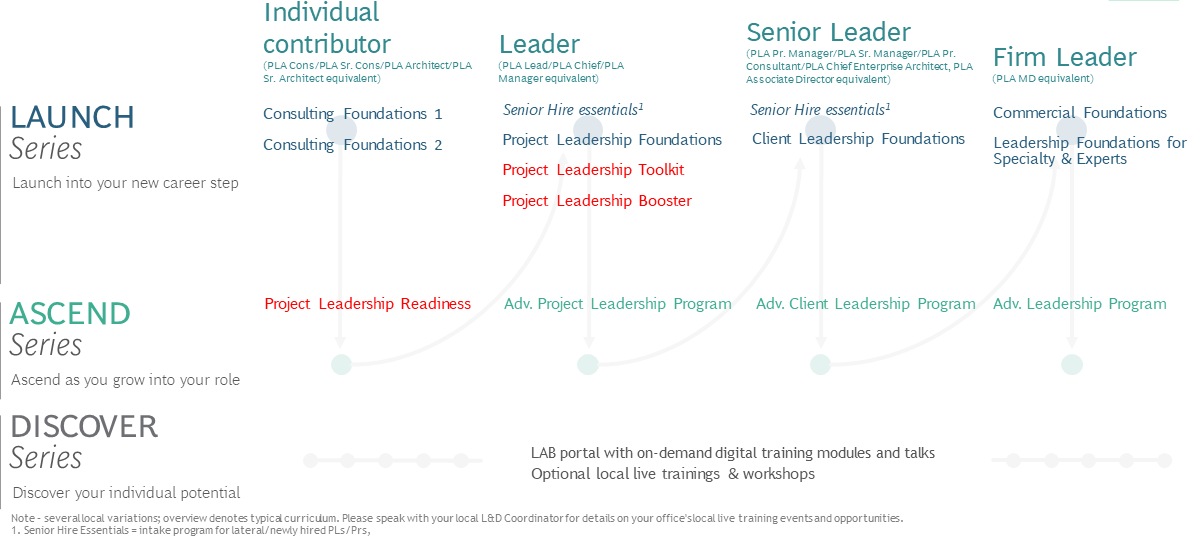 Individual
contributor
(PLA Cons/PLA Sr. Cons/PLA Architect/PLA
Sr. Architect equivalent)
Leader
(PLA Lead/PLA Chief/PLA
Manager equivalent)
Senior Leader
(PLA Pr. Manager/PLA Sr. Manager/PLA Pr.
Consultant/PLA Chief Enterprise Architect, PLA
Associate Director equivalent)
Firm Leader
(PLA MD equivalent)
LAUNCH
Series
Launch into your new career step
Consulting Foundations 1
Consulting Foundations 2
Senior Hire essentials1
Project Leadership Foundations
Project Leadership Toolkit
Project Leadership Booster
Senior Hire essentials1
Client Leadership Foundations
Commercial Foundations
Leadership Foundations for
Specialty & Experts
ASCEND
Series
Ascend as you grow into your role
Project Leadership Readiness
Adv. Project Leadership Program
Adv. Client Leadership Program
Adv. Leadership Program
DISCOVER
Series
Discover your individual potential
LAB portal with on-demand digital training modules and talks
Optional local live trainings & workshops
Note – several local variations; overview denotes typical curriculum. Please speak with your local L&D Coordinator for details on your office's local live training events and opportunities.
1. Senior Hire Essentials = intake program for lateral/newly hired PLs/Prs,